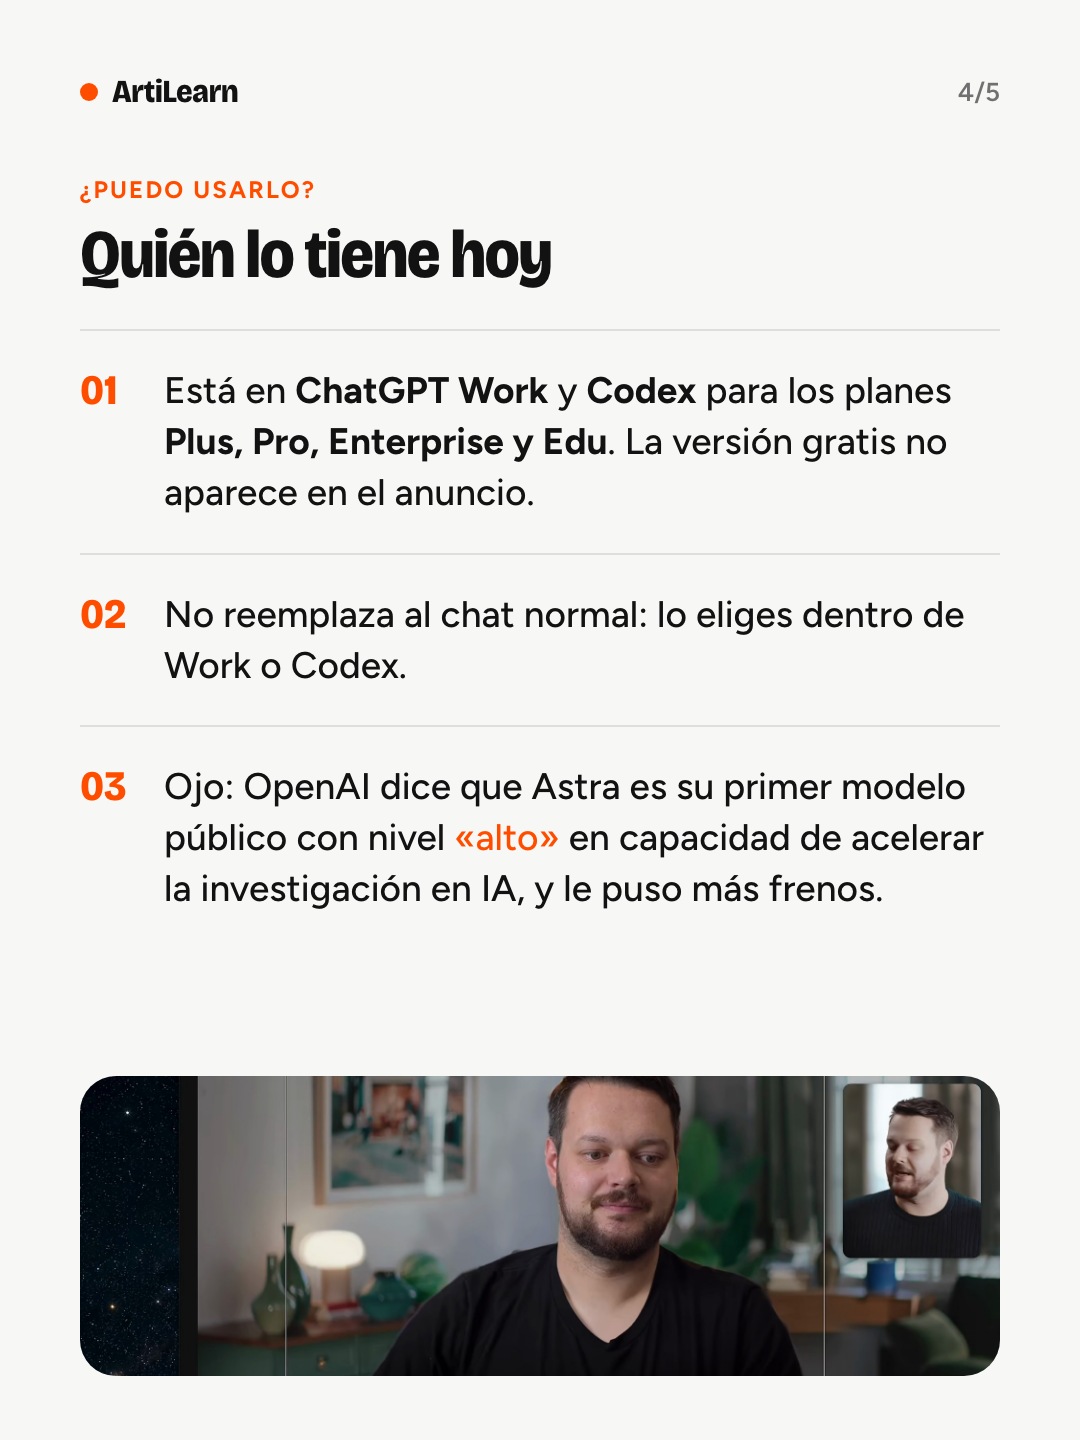 ArtiLearn
4/5
¿PUEDO USARLO?
Quién lo tiene hoy
01
Está en ChatGPT Work y Codex para los planes
Plus, Pro, Enterprise y Edu. La versión gratis no
aparece en el anuncio.
02
No reemplaza al chat normal: lo eliges dentro de
Work o Codex.
03
Ojo: OpenAI dice que Astra es su primer modelo
público con nivel «alto» en capacidad de acelerar
la investigación en IA, y le puso más frenos.